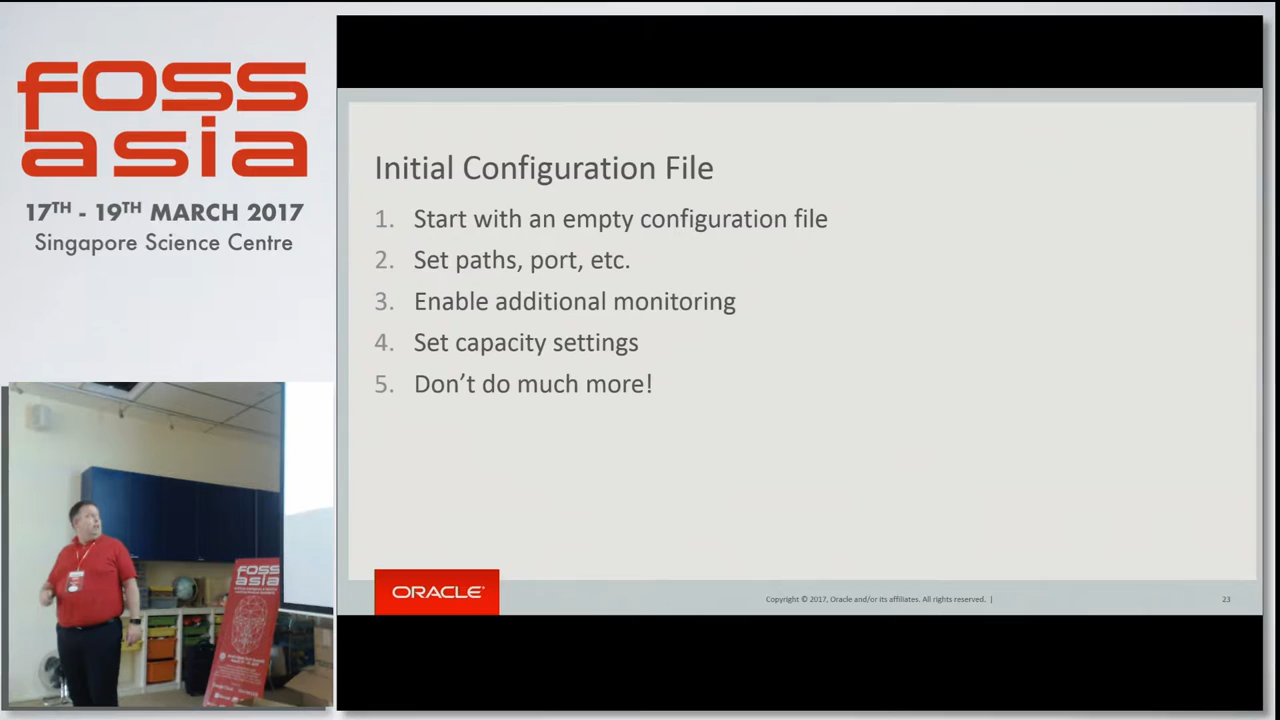 foss
asia
17TH - 19TH MARCH 2017
Singapore Science Centre
Initial Configuration File
1. Start with an empty configuration file
2. Set paths, port, etc.
3. Enable additional monitoring
4. Set capacity settings
5. Don’t do much more!
ORACLE
Copyright © 2017, Oracle and/or its affiliates. All rights reserved. |
23
FOSS
asia